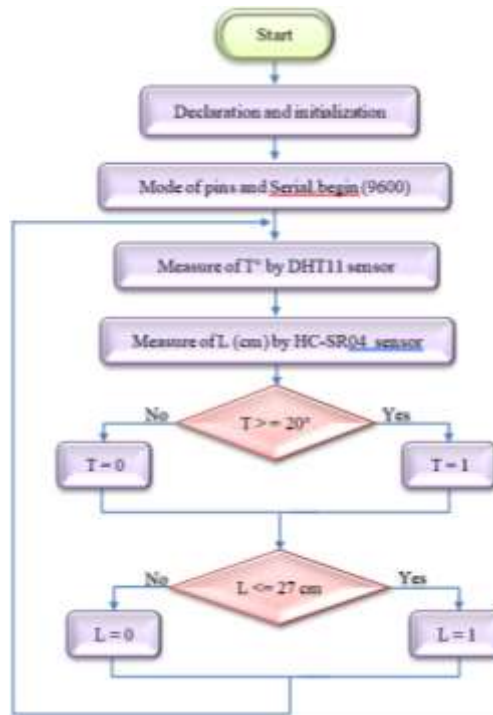 Start
Declaration and initialization
Mode of pins and Serial.begin (9600)
Measure of T° by DHT11 sensor
Measure of L (cm) by HC-SR04 sensor
No
T > = 20°
Yes
T = 0
T = 1
No
L <= 27 cm
Yes
L = 0
L = 1